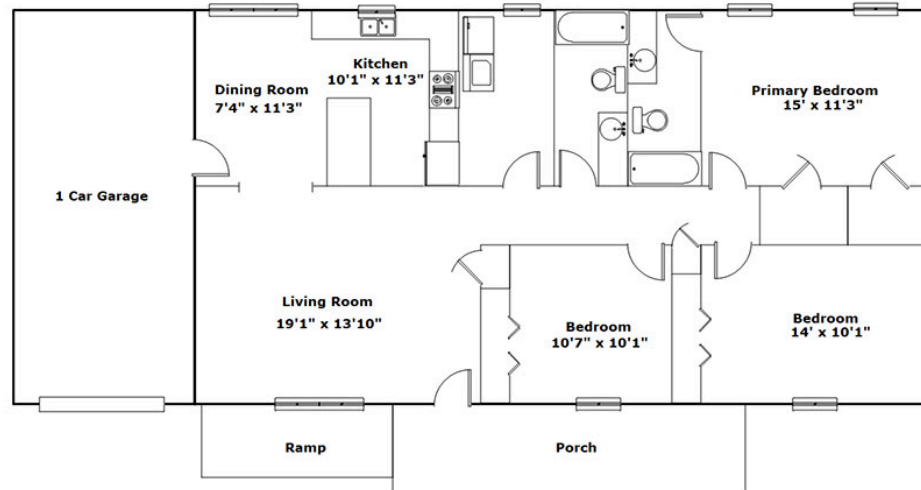 Kitchen
10'1" x 11'3"
Dining Room
7'4" x 11'3"
Primary Bedroom
15' x 11'3"
1 Car Garage
Living Room
19'1" x 13'10"
Bedroom
10'7" x 10'1"
Bedroom
14' x 10'1"
Ramp
Porch